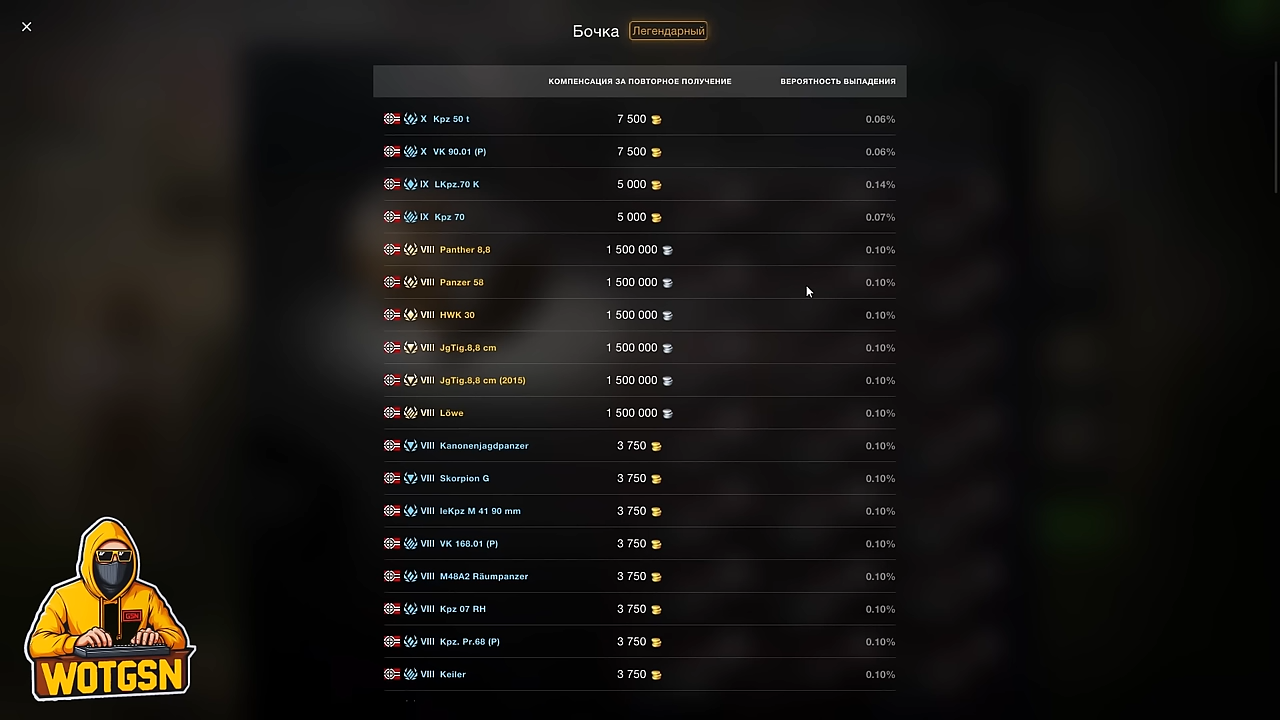 Бочка Легендарный
КОМПЕНСАЦИЯ ЗА ПОВТОРНОЕ ПОЛУЧЕНИЕ ВЕРОЯТНОСТЬ ВЫПАДЕНИЯ
X Kpz 50 t 7 500 0.06%
X VK 90.01 (P) 7 500 0.06%
IX LKpz.70 K 5 000 0.14%
IX Kpz 70 5 000 0.07%
VIII Panther 8,8 1 500 000 0.10%
VIII Panzer 58 1 500 000 0.10%
VIII HWK 30 1 500 000 0.10%
VIII JgTig.8,8 cm 1 500 000 0.10%
VIII JgTig.8,8 cm (2015) 1 500 000 0.10%
VIII Löwe 1 500 000 0.10%
VIII Kanonenjagdpanzer 3 750 0.10%
VIII Skorpion G 3 750 0.10%
VIII leKpz M 41 90 mm 3 750 0.10%
VIII VK 168.01 (P) 3 750 0.10%
VIII M48A2 Räumpanzer 3 750 0.10%
VIII Kpz 07 RH 3 750 0.10%
VIII Kpz. Pr.68 (P) 3 750 0.10%
VIII Keiler 3 750 0.10%
GSN
WOTGSN